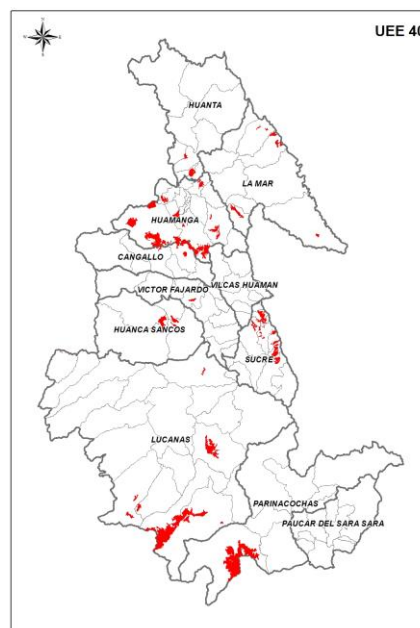 UEE 40
HUANTA
LA MAR
HUAMANGA
CANGALLO
VILCAS HUAMAN
VICTOR FAJARDO
HUANCA SANCOS
SUCRE
LUCANAS
PARINACOCHAS
PAUCAR DEL SARA SARA